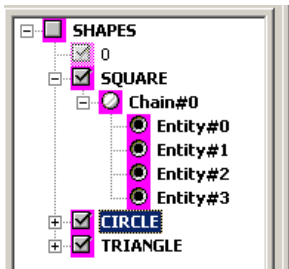 SHAPES
0
SQUARE
Chain#0
Entity#0
Entity#1
Entity#2
Entity#3
CIRCLE
TRIANGLE